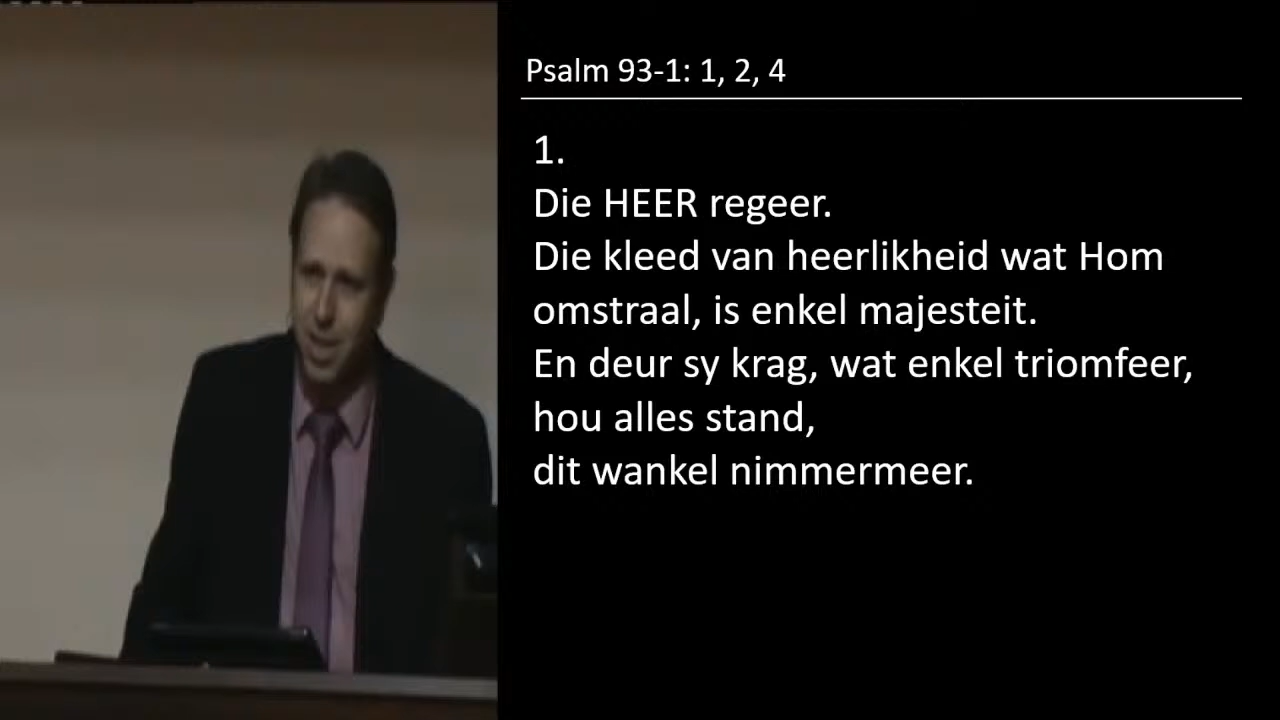 Psalm 93-1: 1, 2, 4
1.
Die HEER regeer.
Die kleed van heerlikheid wat Hom
omstraal, is enkel majesteit.
En deur sy krag, wat enkel triomfeer,
hou alles stand,
dit wankel nimmermeer.